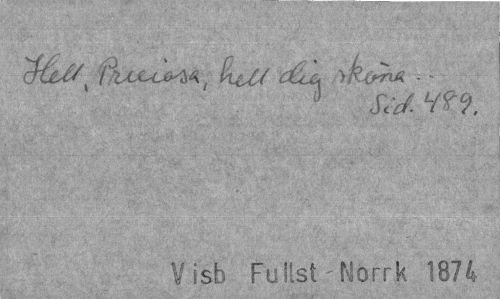 Hell, Preciosa, hell dig sköna...
Sid. 489.
Visb Fullst Norrk 1874